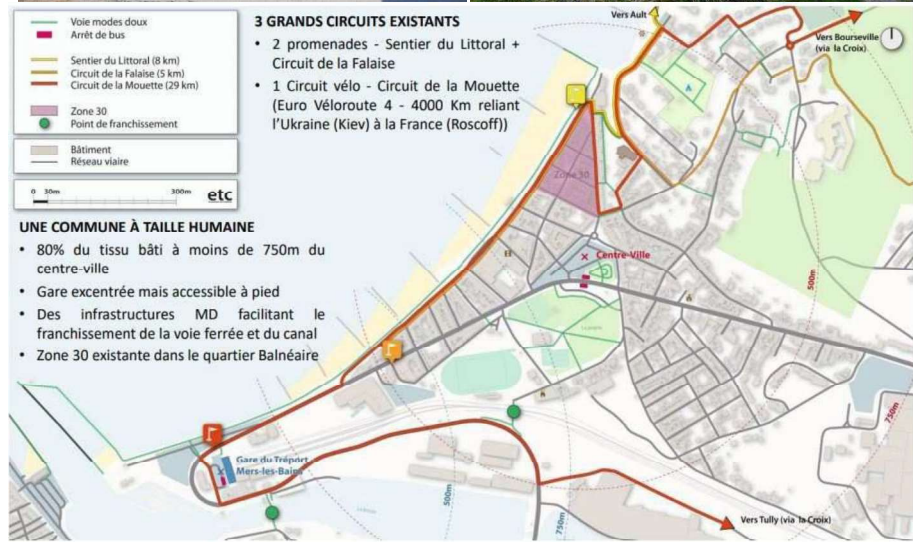 Voie modes doux
Arrêt de bus
Sentier du Littoral (8 km)
Circuit de la Falaise (5 km)
Circuit de la Mouette (29 km)
Zone 30
Point de franchissement
Bâtiment
Réseau viaire
0 30m 300m etc
3 GRANDS CIRCUITS EXISTANTS
• 2 promenades - Sentier du Littoral +
Circuit de la Falaise
• 1 Circuit vélo - Circuit de la Mouette
(Euro Véloroute 4 - 4000 Km reliant
l'Ukraine (Kiev) à la France (Roscoff))
UNE COMMUNE À TAILLE HUMAINE
• 80% du tissu bâti à moins de 750m du
centre-ville
• Gare excentrée mais accessible à pied
• Des infrastructures MD facilitant le
franchissement de la voie ferrée et du canal
• Zone 30 existante dans le quartier Balnéaire
Vers Ault
Vers Bourseville
(via la Croix)
Zone 30
Centre-Ville
500m
750m
Gare du Tréport
Mers-les-Bains
500m
750m
Vers Tully (via la Croix)